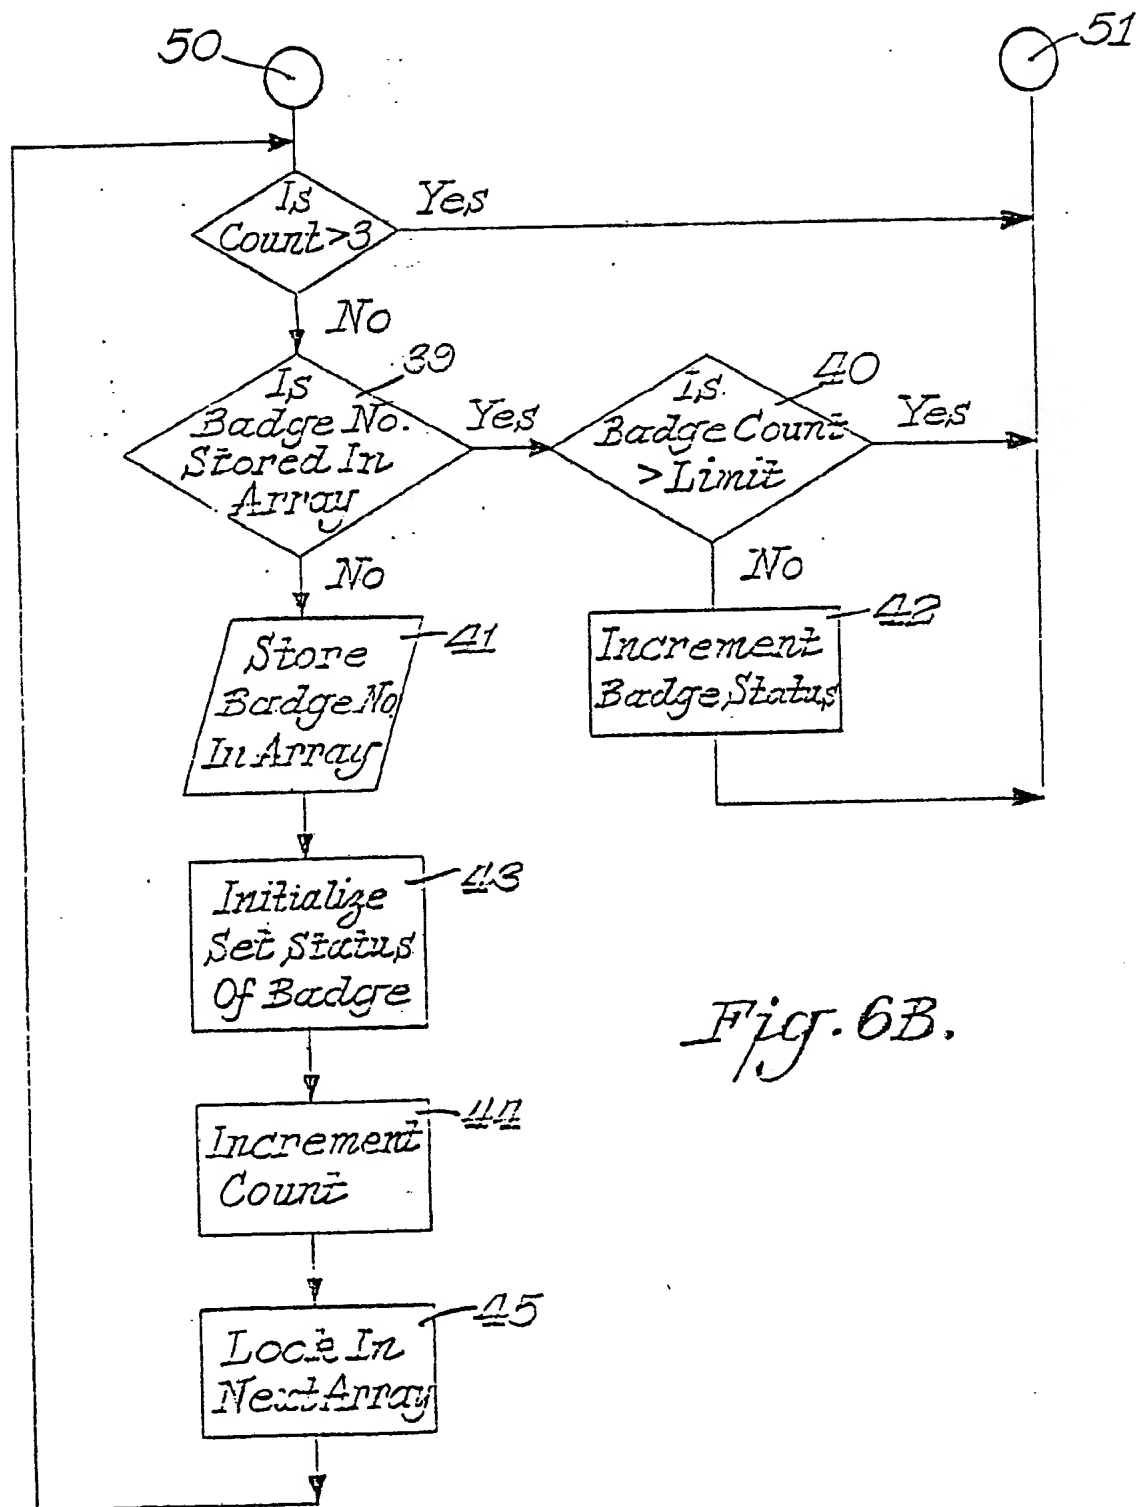 50
51
Is
Count>3
Yes
No
39
Is
Badge No.
Stored In
Array
Yes
40
Is
Badge Count
>Limit
Yes
No
No
41
Store
Badge No
In Array
42
Increment
Badge Status
43
Initialize
Set Status
Of Badge
Fig. 6B.
44
Increment
Count
45
Lock In
Next Array